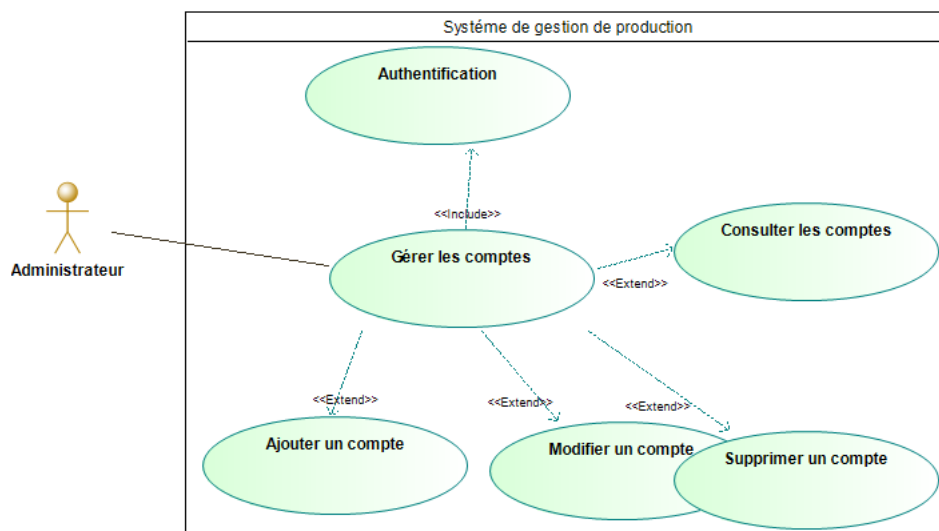 Systéme de gestion de production
Authentification
<<Include>>
Administrateur
Gérer les comptes
Consulter les comptes
<<Extend>>
<<Extend>>
<<Extend>>
<<Extend>>
Ajouter un compte
Modifier un compte
Supprimer un compte